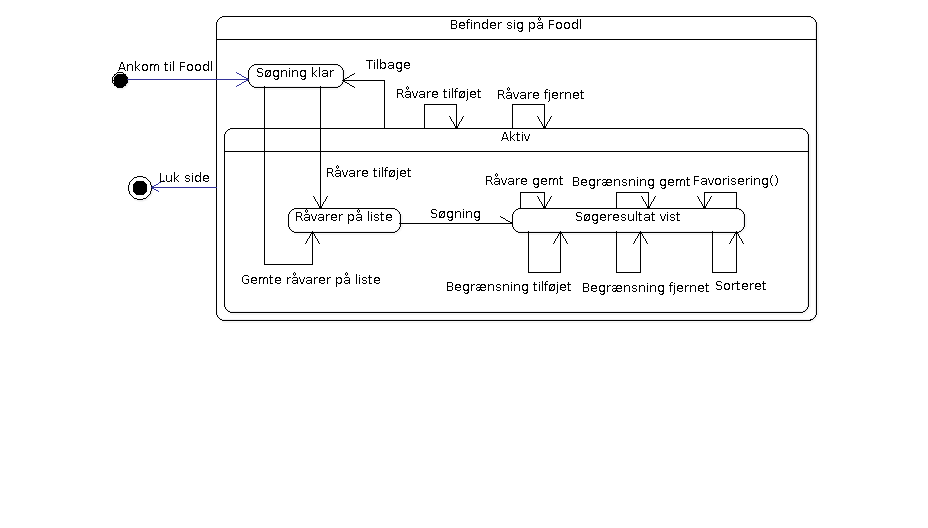 Befinder sig på Foodl
Ankom til Foodl
Søgning klar
Tilbage
Råvare tilføjet
Råvare fjernet
Aktiv
Luk side
Råvare tilføjet
Råvare gemt
Begrænsning gemt
Favorisering()
Råvarer på liste
Søgning
Søgeresultat vist
Gemte råvarer på liste
Begrænsning tilføjet
Begrænsning fjernet
Sorteret